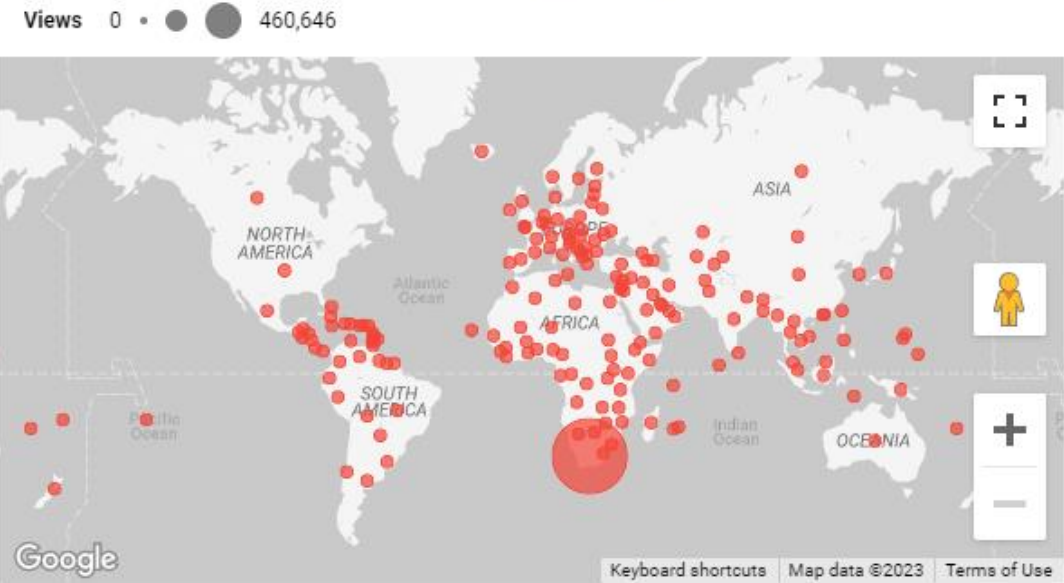 Views 0 460,646
ASIA
NORTH
AMERICA
EUROPE
Atlantic
Ocean
AFRICA
SOUTH
AMERICA
Pacific
Ocean
Indian
Ocean
OCEANIA
+
Google
Keyboard shortcuts Map data ©2023 Terms of Use